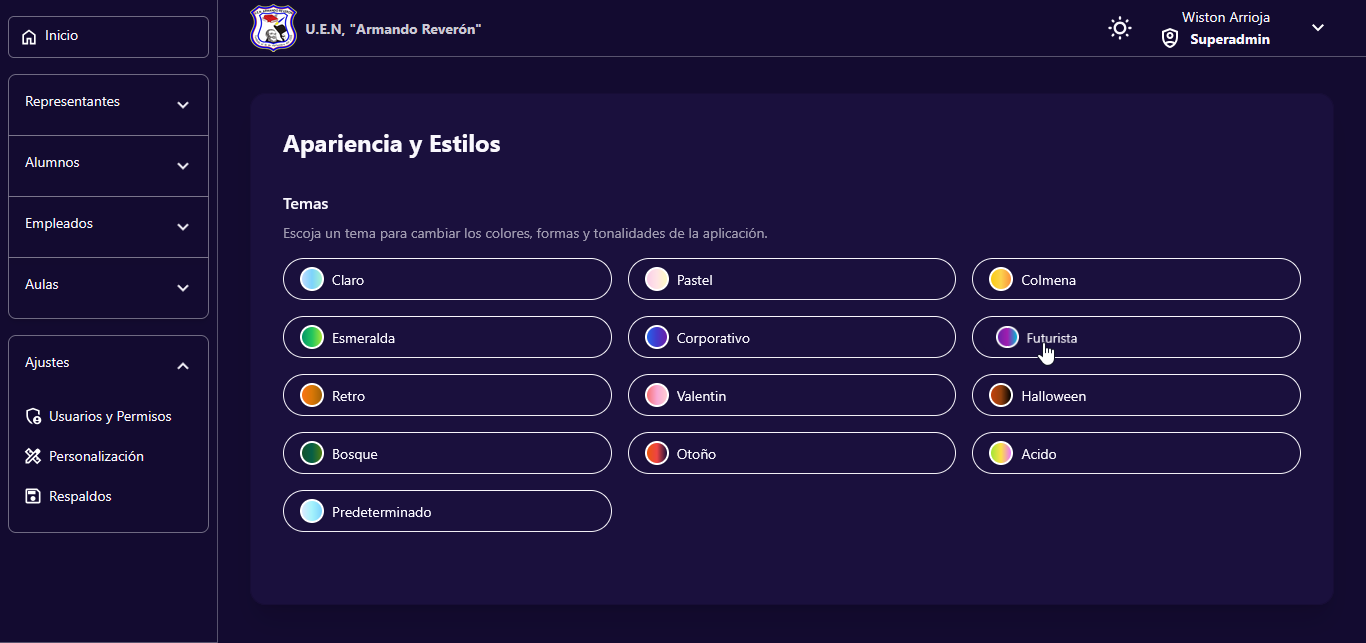 Inicio
Representantes
Alumnos
Empleados
Aulas
Ajustes
Usuarios y Permisos
Personalización
Respaldos
U.E.N, "Armando Reverón"
Wiston Arrioja
Superadmin
Apariencia y Estilos
Temas
Escoja un tema para cambiar los colores, formas y tonalidades de la aplicación.
Claro
Pastel
Colmena
Esmeralda
Corporativo
Futurista
Retro
Valentin
Halloween
Bosque
Otoño
Acido
Predeterminado